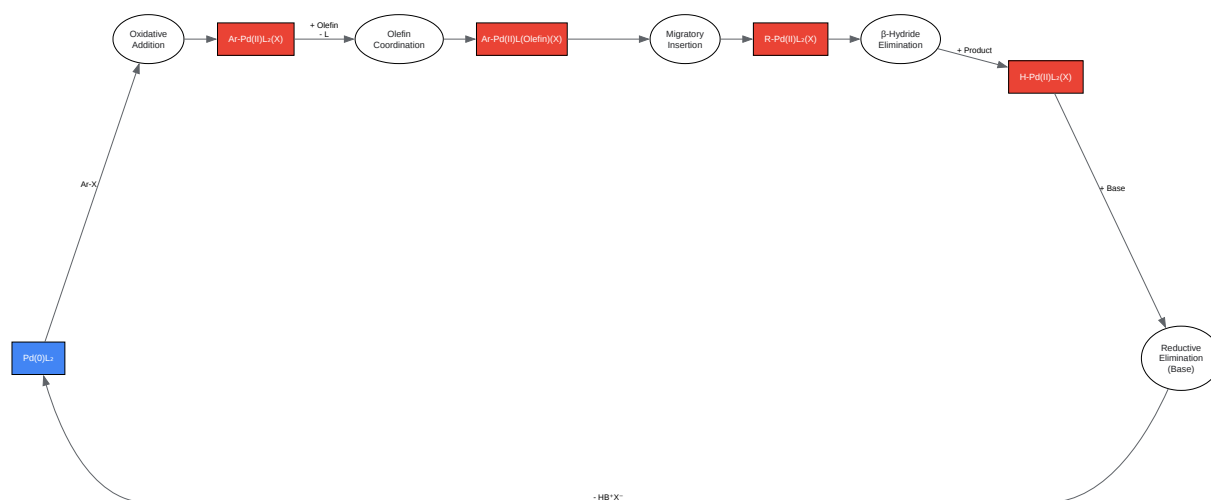 Oxidative
Addition
Ar-Pd(II)L₂(X)
+ Olefin
- L
Olefin
Coordination
Ar-Pd(II)L(Olefin)(X)
Migratory
Insertion
R-Pd(II)L₂(X)
β-Hydride
Elimination
+ Product
H-Pd(II)L₂(X)
Ar-X
+ Base
Pd(0)L₂
Reductive
Elimination
(Base)
- HB⁺X⁻